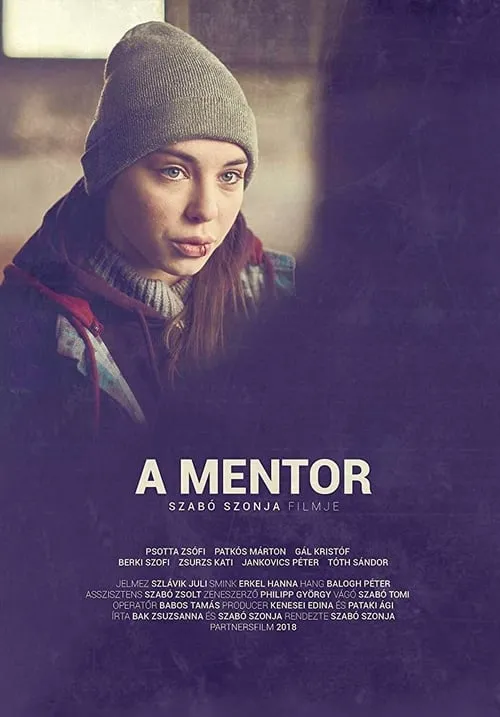 A MENTOR
SZABÓ SZONJA FILMJE
PSOTTA ZSÓFI PATKÓS MÁRTON GÁL KRISTÓF
BERKI SZOFI ZSURZS KATI JANKOVICS PÉTER TÓTH SÁNDOR
JELMEZ SZLÁVIK JULI SMINK ERKEL HANNA HANG BALOGH PÉTER
ASSZISZTENS SZABÓ ZSOLT ZENESZERZŐ PHILIPP GYÖRGY VÁGÓ SZABO TOMI
OPERATŐR BABOS TAMÁS PRODUCER KENESEI EDINA ÉS PATAKI ÁGI
ÍRTA BAK ZSUZSANNA ÉS SZABÓ SZONJA RENDEZTE SZABÓ SZONJA
PARTNERSFILM 2018